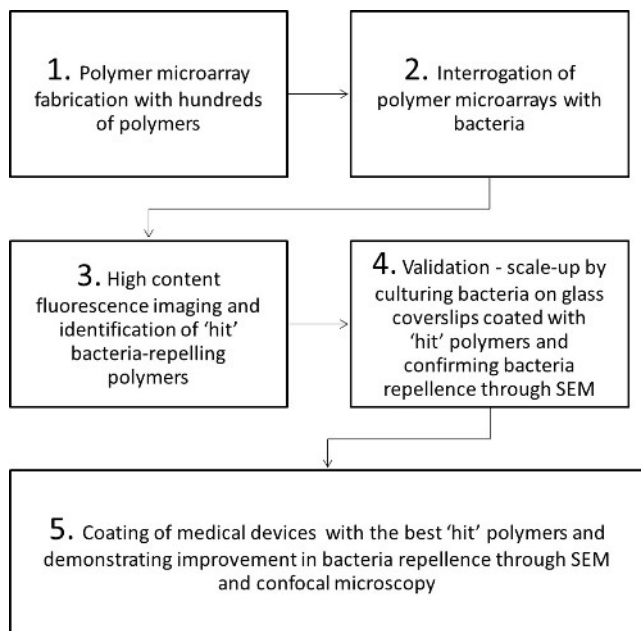 1. Polymer microarray
fabrication with hundreds
of polymers
2. Interrogation of
polymer microarrays with
bacteria
3. High content
fluorescence imaging and
identification of ‘hit’
bacteria-repelling
polymers
4. Validation - scale-up by
culturing bacteria on glass
coverslips coated with
‘hit’ polymers and
confirming bacteria
repellence through SEM
5. Coating of medical devices with the best ‘hit’ polymers and
demonstrating improvement in bacteria repellence through SEM
and confocal microscopy